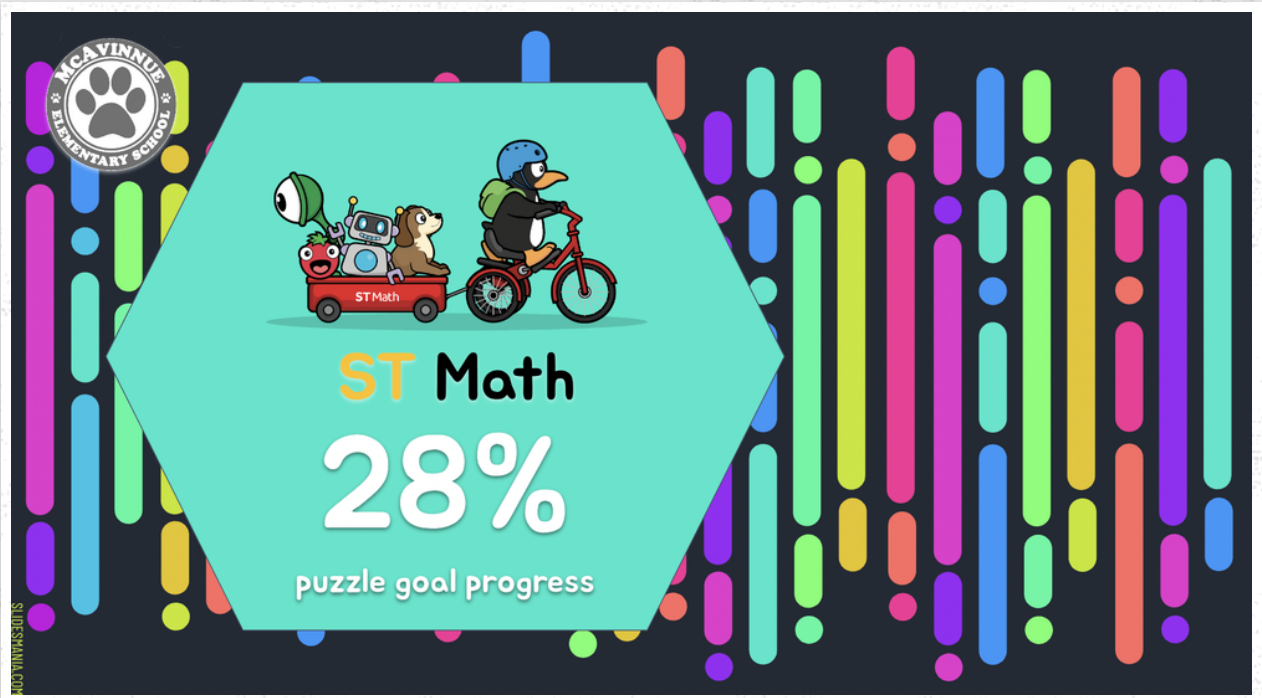 McAVINNUE
ELEMENTARY SCHOOL
ST Math
ST Math
28%
puzzle goal progress
SLIDESMANIA.COM